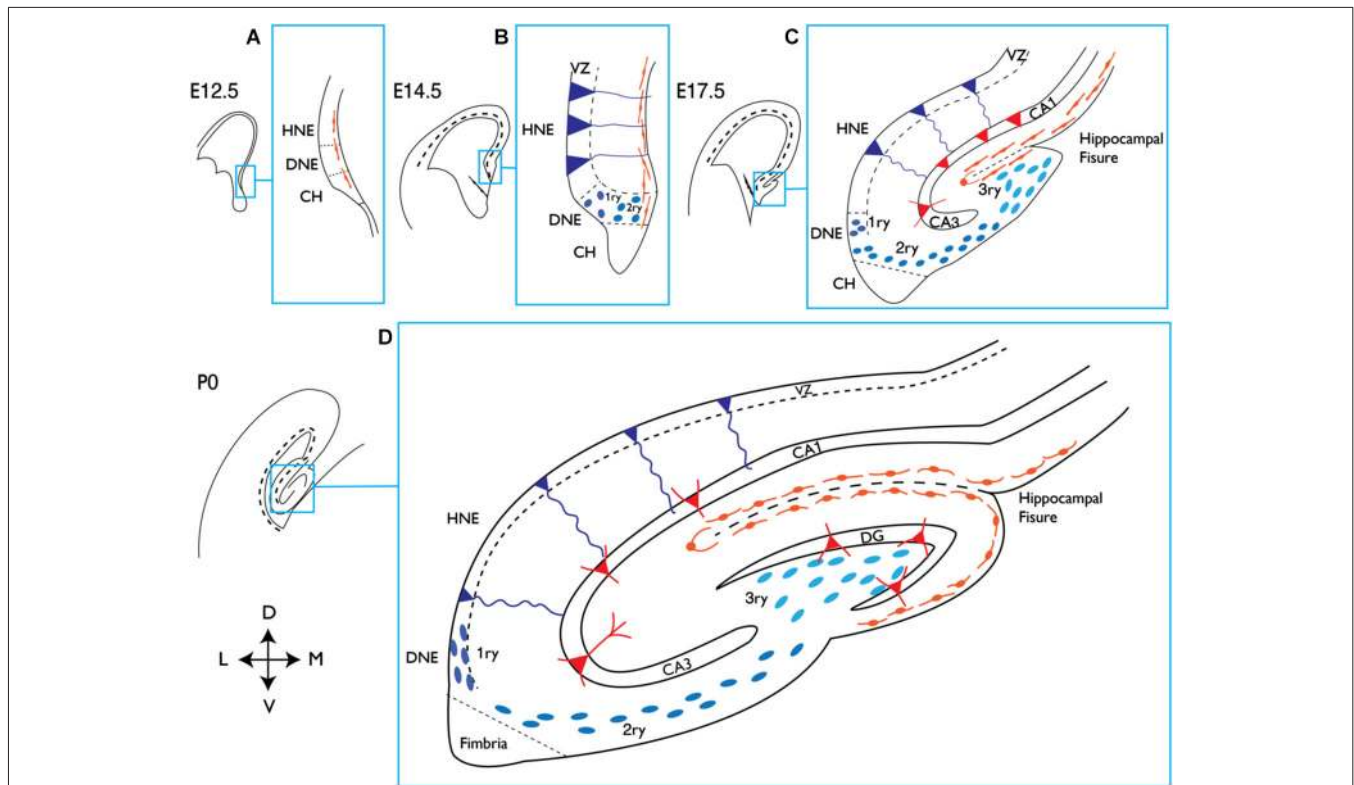 A
E12.5
HNE
DNE
CH
B
E14.5
VZ
HNE
1ry
2ry
DNE
CH
C
E17.5
VZ
HNE
CA1
Hippocampal
Fisure
3ry
CA3
1ry
DNE
2ry
CH
D
P0
VZ
CA1
HNE
Hippocampal
Fisure
DG
3ry
1ry
DNE
CA3
2ry
Fimbria
D
L
M
V